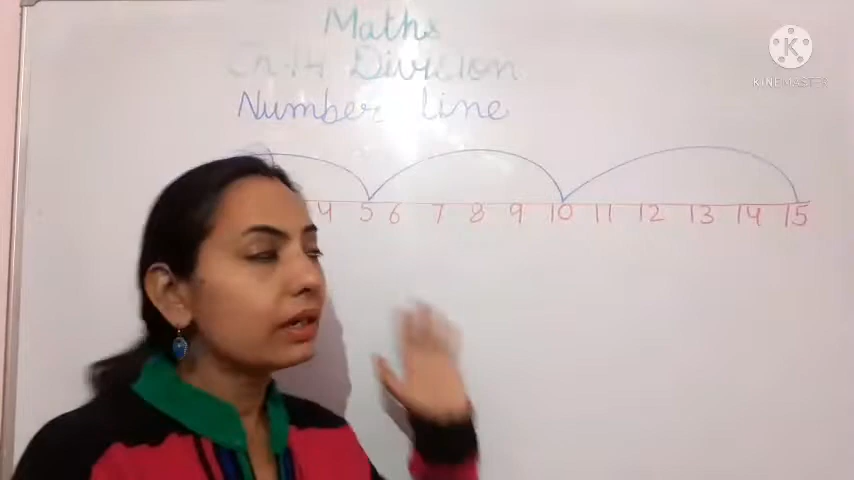 Maths
Ch-14 Division
Number line
4 5 6 7 8 9 10 11 12 13 14 15
K
KINEMASTER